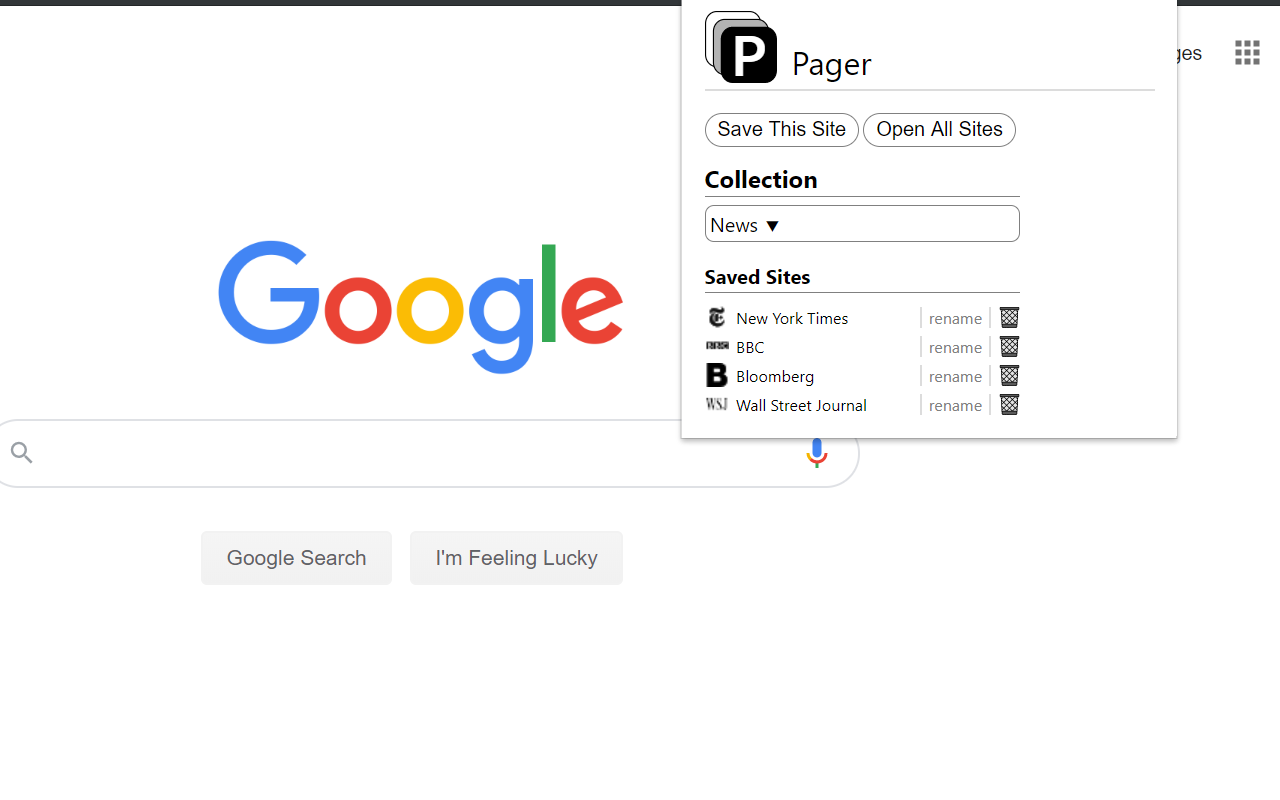 P Pager
ges
Save This Site Open All Sites
Collection
News ▼
Google
Saved Sites
New York Times rename
BBC BBC rename
B Bloomberg rename
WSJ Wall Street Journal rename
Google Search I'm Feeling Lucky